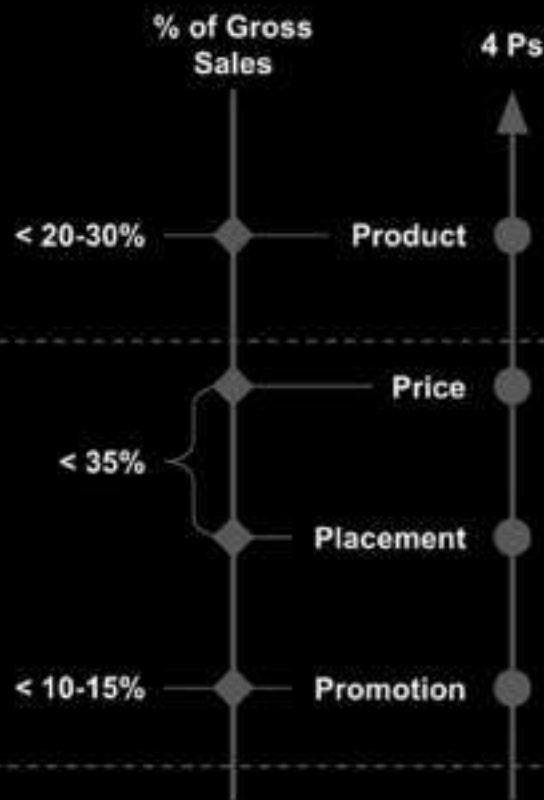 % of Gross
Sales
4 Ps
< 20-30%
Product
Price
< 35%
Placement
< 10-15%
Promotion